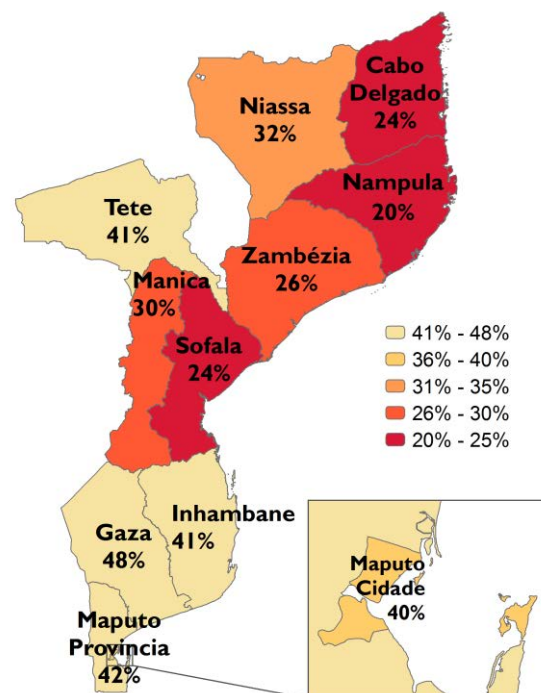 Cabo
Delgado
24%
Niassa
32%
Nampula
20%
Tete
41%
Zambézia
26%
Manica
30%
Sofala
24%
41% - 48%
36% - 40%
31% - 35%
26% - 30%
20% - 25%
Inhambane
41%
Gaza
48%
Maputo
Provincia
42%
Maputo
Cidade
40%